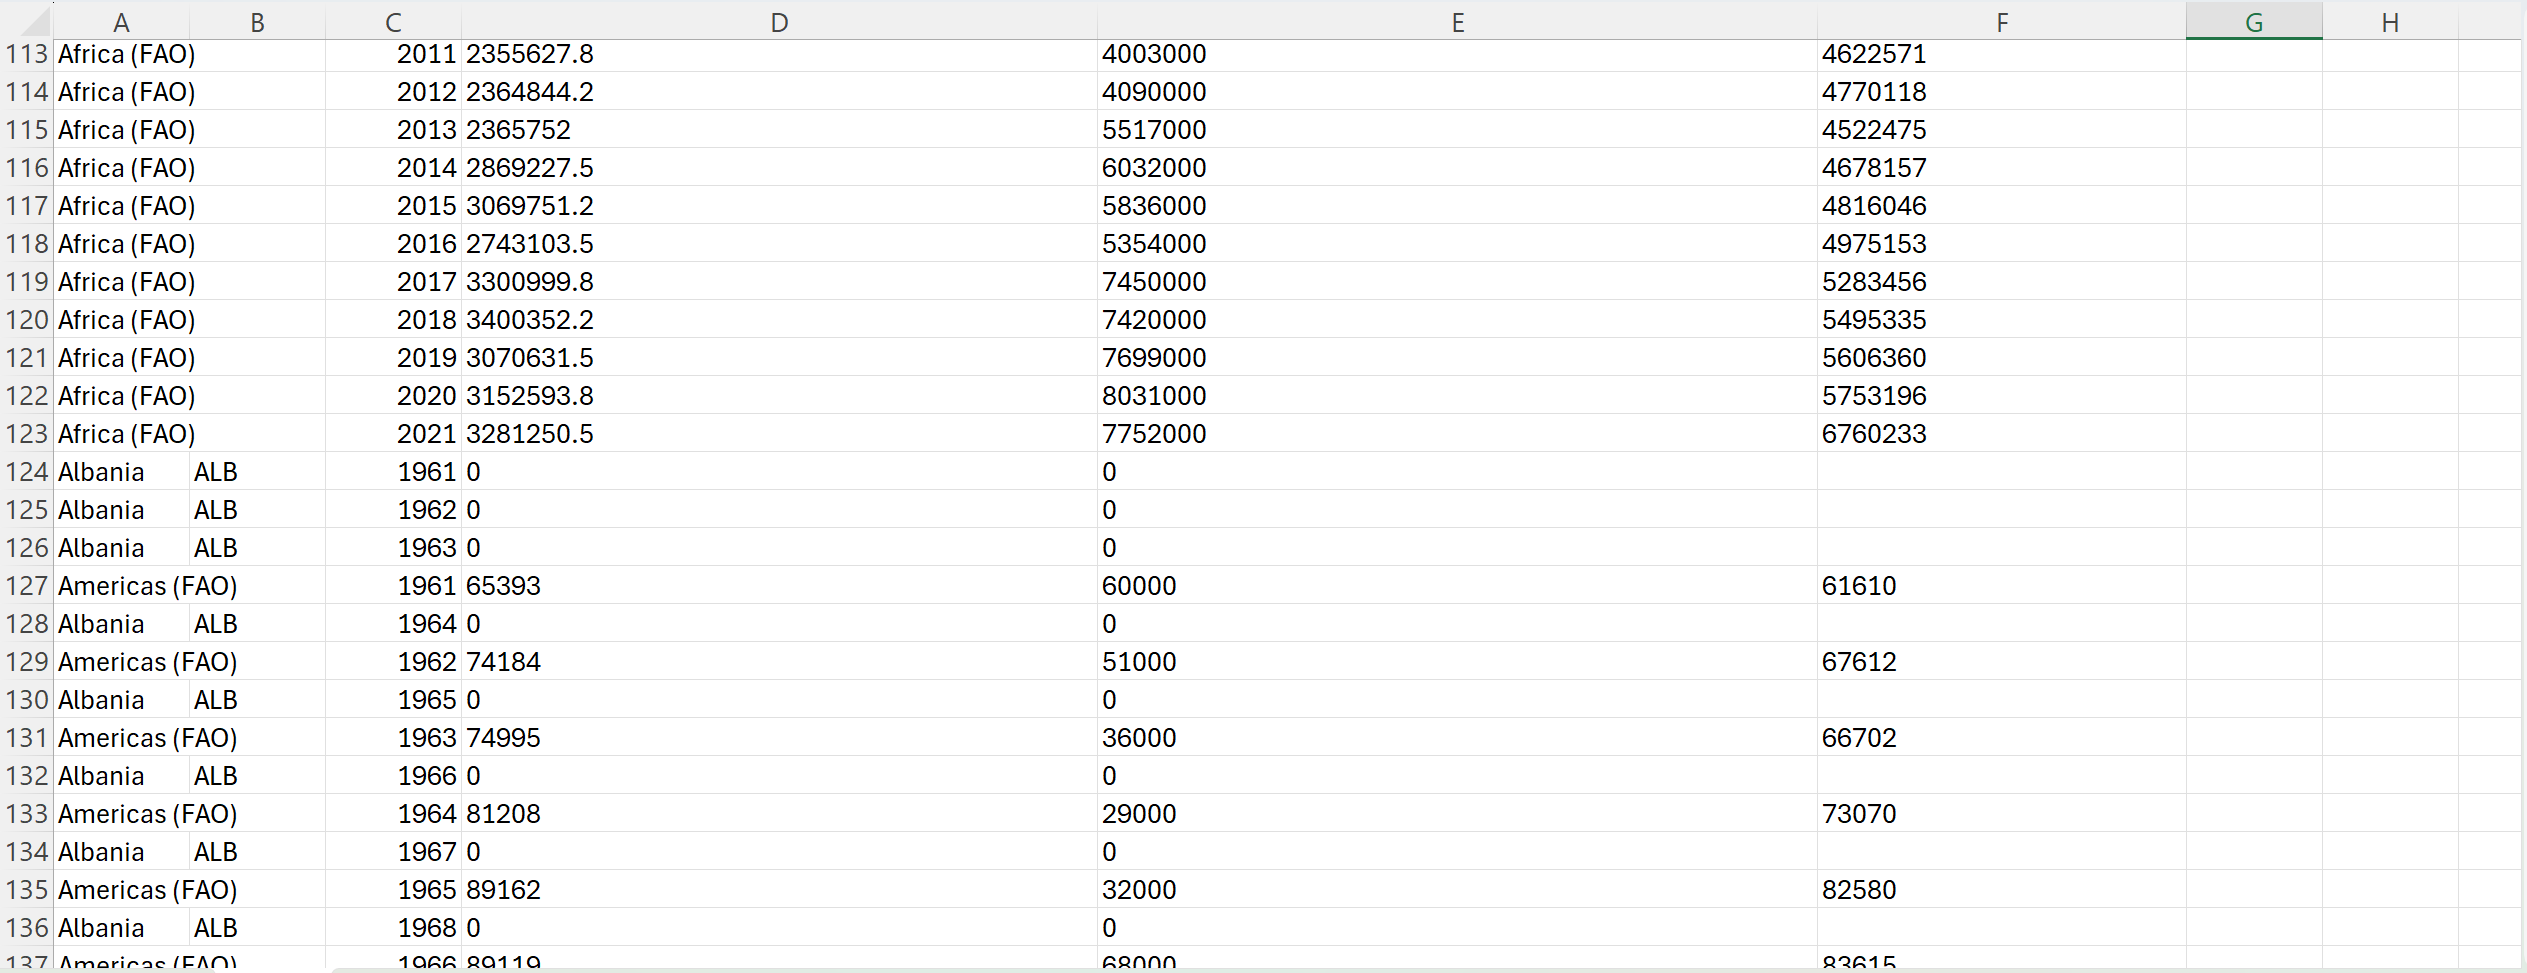 A B C D E F G H
113 Africa (FAO) 2011 2355627.8 4003000 4622571
114 Africa (FAO) 2012 2364844.2 4090000 4770118
115 Africa (FAO) 2013 2365752 5517000 4522475
116 Africa (FAO) 2014 2869227.5 6032000 4678157
117 Africa (FAO) 2015 3069751.2 5836000 4816046
118 Africa (FAO) 2016 2743103.5 5354000 4975153
119 Africa (FAO) 2017 3300999.8 7450000 5283456
120 Africa (FAO) 2018 3400352.2 7420000 5495335
121 Africa (FAO) 2019 3070631.5 7699000 5606360
122 Africa (FAO) 2020 3152593.8 8031000 5753196
123 Africa (FAO) 2021 3281250.5 7752000 6760233
124 Albania ALB 1961 0 0
125 Albania ALB 1962 0 0
126 Albania ALB 1963 0 0
127 Americas (FAO) 1961 65393 60000 61610
128 Albania ALB 1964 0 0
129 Americas (FAO) 1962 74184 51000 67612
130 Albania ALB 1965 0 0
131 Americas (FAO) 1963 74995 36000 66702
132 Albania ALB 1966 0 0
133 Americas (FAO) 1964 81208 29000 73070
134 Albania ALB 1967 0 0
135 Americas (FAO) 1965 89162 32000 82580
136 Albania ALB 1968 0 0
137 Americas (FAO) 1966 89119 68000 83615